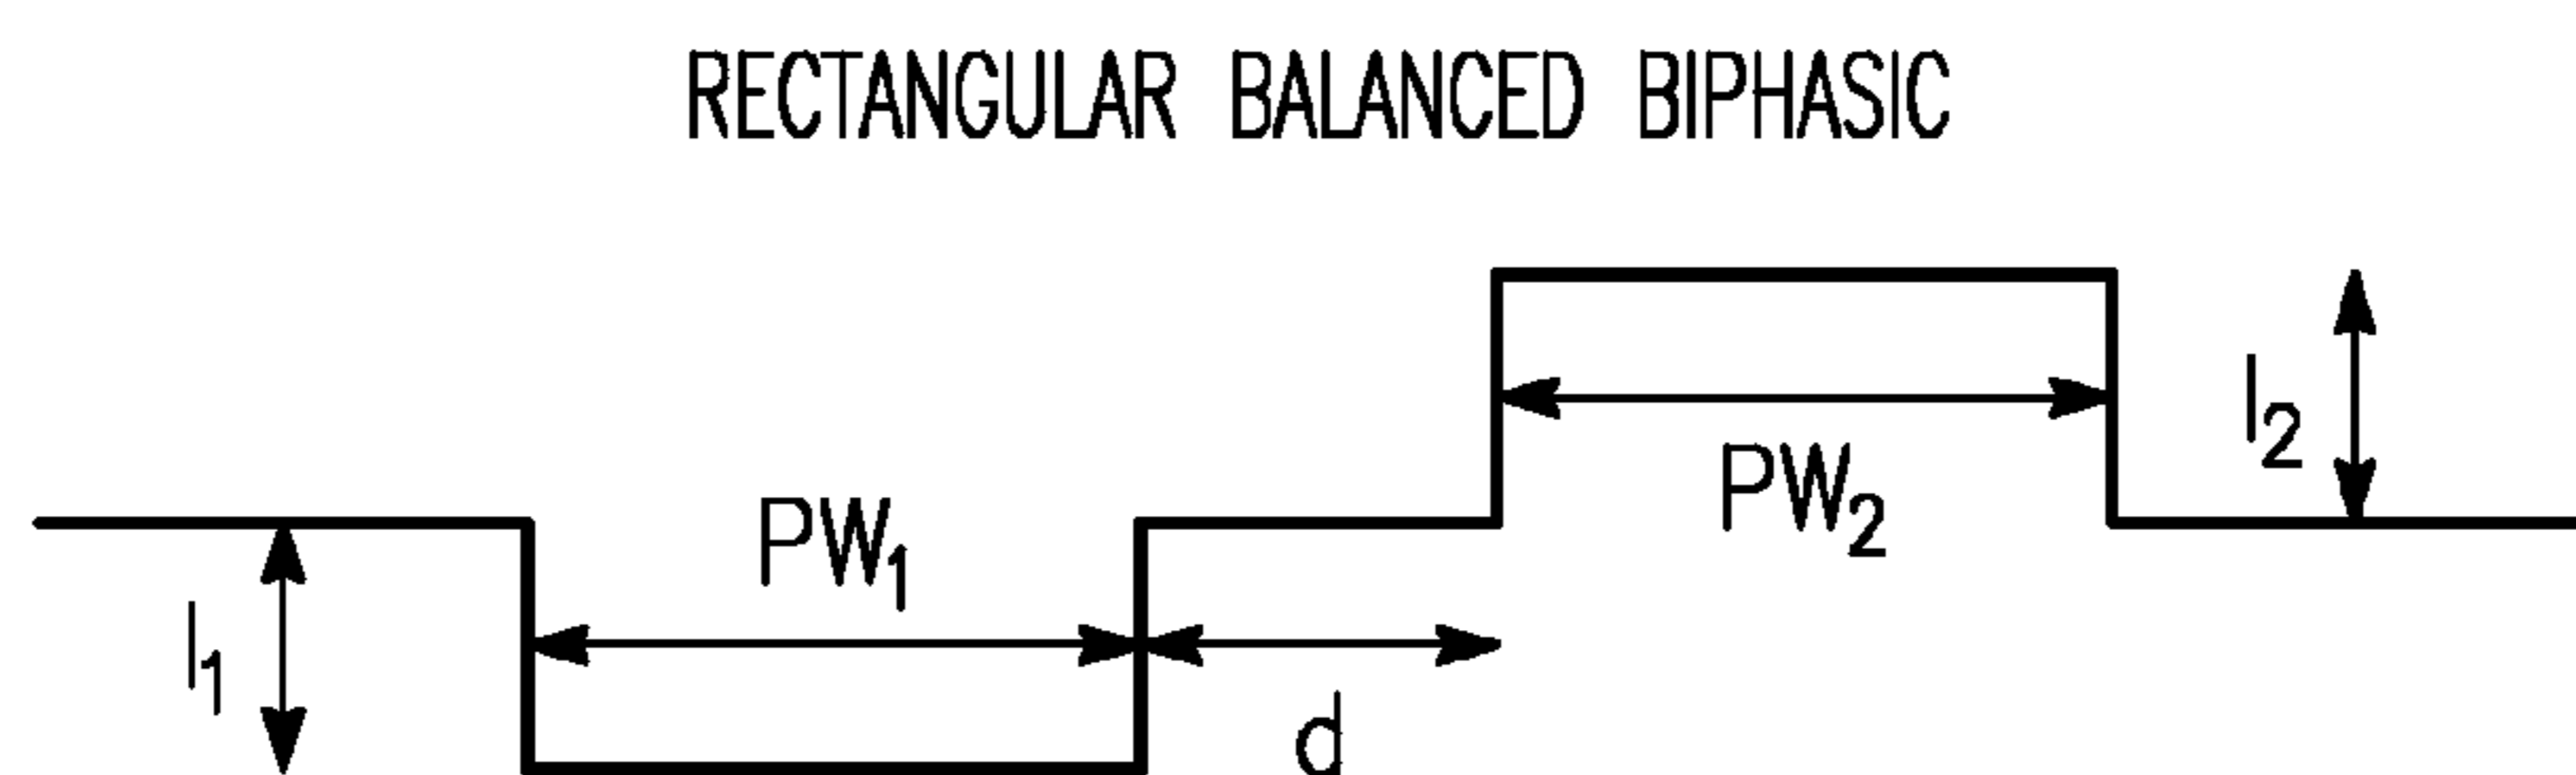 RECTANGULAR BALANCED BIPHASIC
I2
PW2
PW1
I1
d